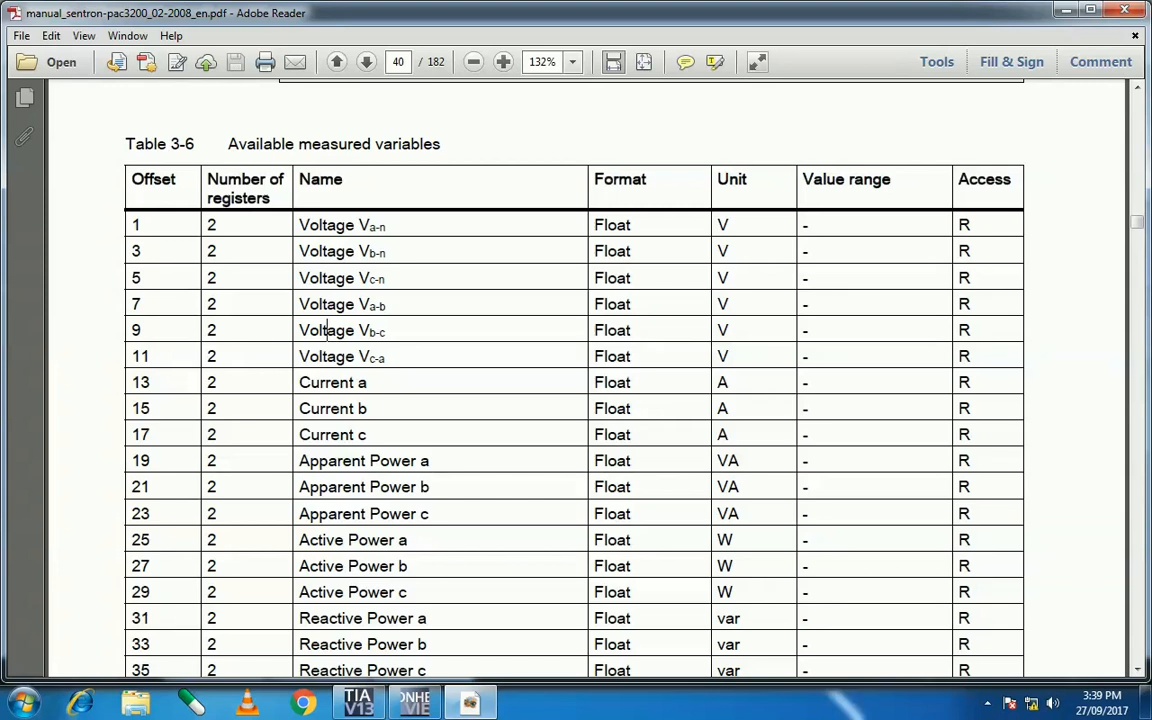 manual_sentron-pac3200_02-2008_en.pdf - Adobe Reader
File Edit View Window Help
Open 40 / 182 132% Tools Fill & Sign Comment
Table 3-6 Available measured variables
Offset Number of registers Name Format Unit Value range Access
1 2 Voltage Va-n Float V - R
3 2 Voltage Vb-n Float V - R
5 2 Voltage Vc-n Float V - R
7 2 Voltage Va-b Float V - R
9 2 Voltage Vb-c Float V - R
11 2 Voltage Vc-a Float V - R
13 2 Current a Float A - R
15 2 Current b Float A - R
17 2 Current c Float A - R
19 2 Apparent Power a Float VA - R
21 2 Apparent Power b Float VA - R
23 2 Apparent Power c Float VA - R
25 2 Active Power a Float W - R
27 2 Active Power b Float W - R
29 2 Active Power c Float W - R
31 2 Reactive Power a Float var - R
33 2 Reactive Power b Float var - R
35 2 Reactive Power c Float var - R
TIA V13
ONHE VIE
3:39 PM
27/09/2017